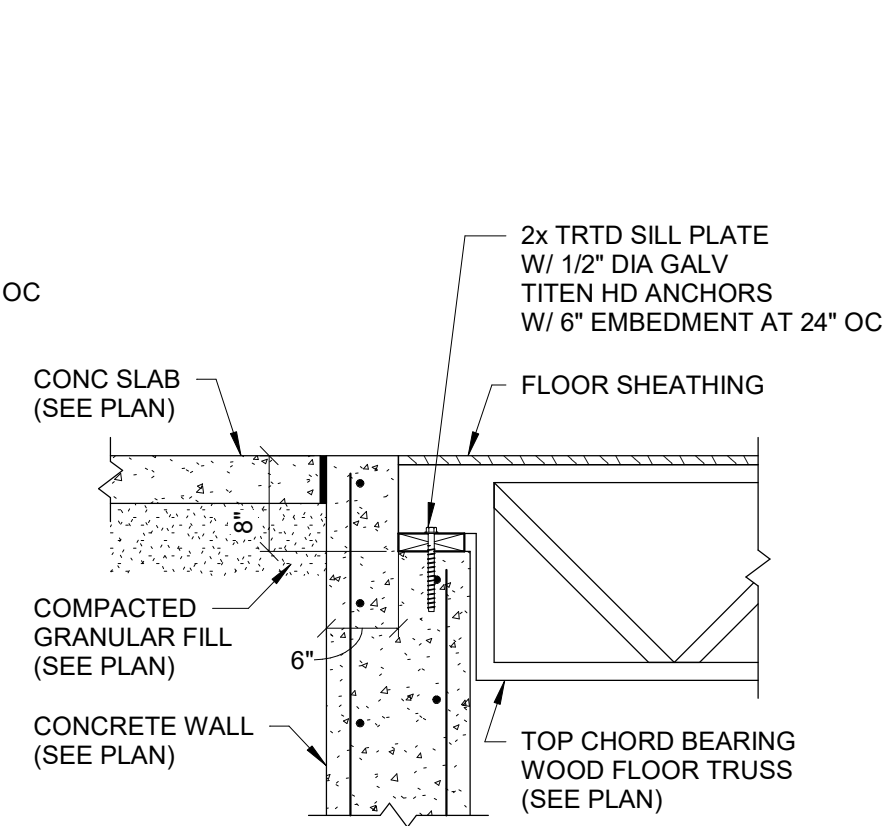 2x TRTD SILL PLATE
W/ 1/2" DIA GALV
TITEN HD ANCHORS
W/ 6" EMBEDMENT AT 24" OC
OC
CONC SLAB
(SEE PLAN)
FLOOR SHEATHING
8"
COMPACTED
GRANULAR FILL
(SEE PLAN)
6"
CONCRETE WALL
(SEE PLAN)
TOP CHORD BEARING
WOOD FLOOR TRUSS
(SEE PLAN)